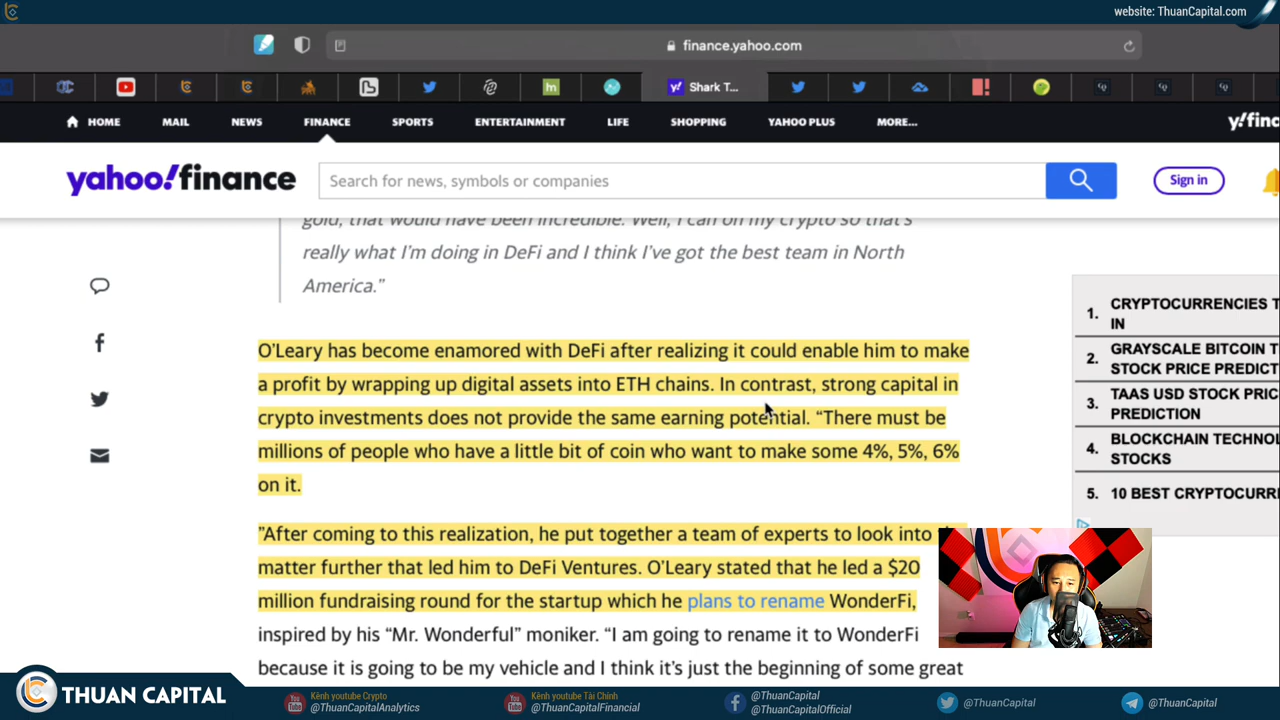 website: ThuanCapital.com
finance.yahoo.com
Shark T...
HOME MAIL NEWS FINANCE SPORTS ENTERTAINMENT LIFE SHOPPING YAHOO PLUS MORE...
yahoo!finance
Search for news, symbols or companies
Sign in
gold, that would have been incredible. Well, I can on my crypto so that's
really what I'm doing in DeFi and I think I've got the best team in North
America.”
O'Leary has become enamored with DeFi after realizing it could enable him to make
a profit by wrapping up digital assets into ETH chains. In contrast, strong capital in
crypto investments does not provide the same earning potential. “There must be
millions of people who have a little bit of coin who want to make some 4%, 5%, 6%
on it.
”After coming to this realization, he put together a team of experts to look into
matter further that led him to DeFi Ventures. O'Leary stated that he led a $20
million fundraising round for the startup which he plans to rename WonderFi,
inspired by his “Mr. Wonderful” moniker. “I am going to rename it to WonderFi
because it is going to be my vehicle and I think it's just the beginning of some great
1. CRYPTOCURRENCIES T
IN
2. GRAYSCALE BITCOIN T
STOCK PRICE PREDICT
3. TAAS USD STOCK PRIC
PREDICTION
4. BLOCKCHAIN TECHNOL
STOCKS
5. 10 BEST CRYPTOCURR
THUAN CAPITAL
Kênh youtube Crypto
@ThuanCapitalAnalytics
Kênh youtube Tài Chính
@ThuanCapitalFinancial
@ThuanCapital
@ThuanCapitalOfficial
@ThuanCapital
@ThuanCapital